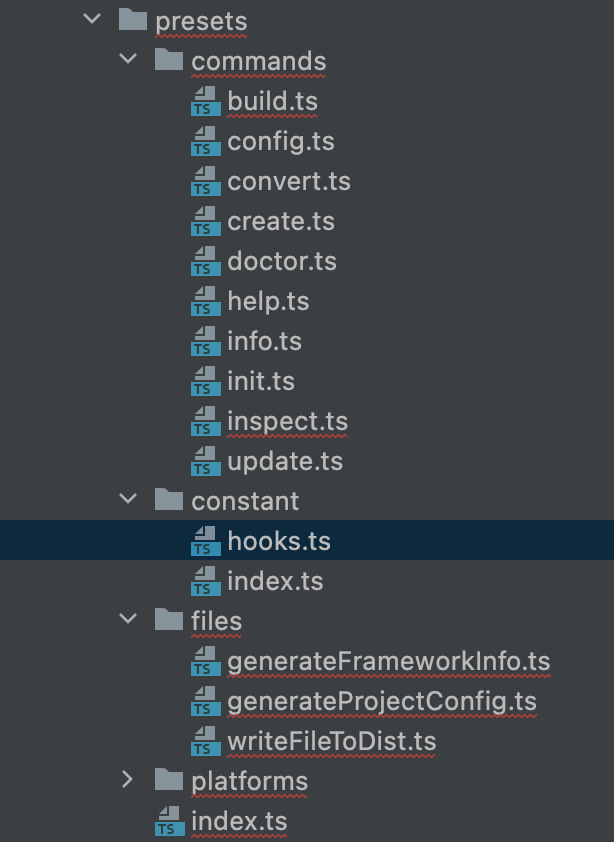 presets
commands
TS build.ts
TS config.ts
TS convert.ts
TS create.ts
TS doctor.ts
TS help.ts
TS info.ts
TS init.ts
TS inspect.ts
TS update.ts
constant
TS hooks.ts
TS index.ts
files
TS generateFrameworkInfo.ts
TS generateProjectConfig.ts
TS writeFileToDist.ts
platforms
TS index.ts